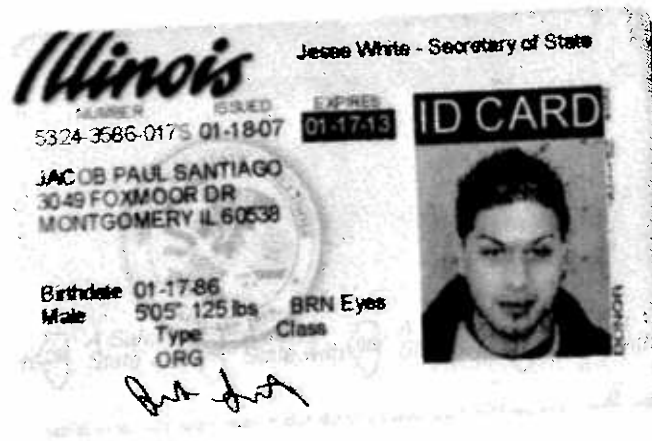 Illinois
Jesse White - Secretary of State
NUMBER ISSUED EXPIRES
5324-3586-017S 01-18-07 01-17-13
ID CARD
JACOB PAUL SANTIAGO
3049 FOXMOOR DR
MONTGOMERY IL 60538
Birthdate 01-17-86
Male 5'05" 125 lbs BRN Eyes
Type Class
ORG
DONOR